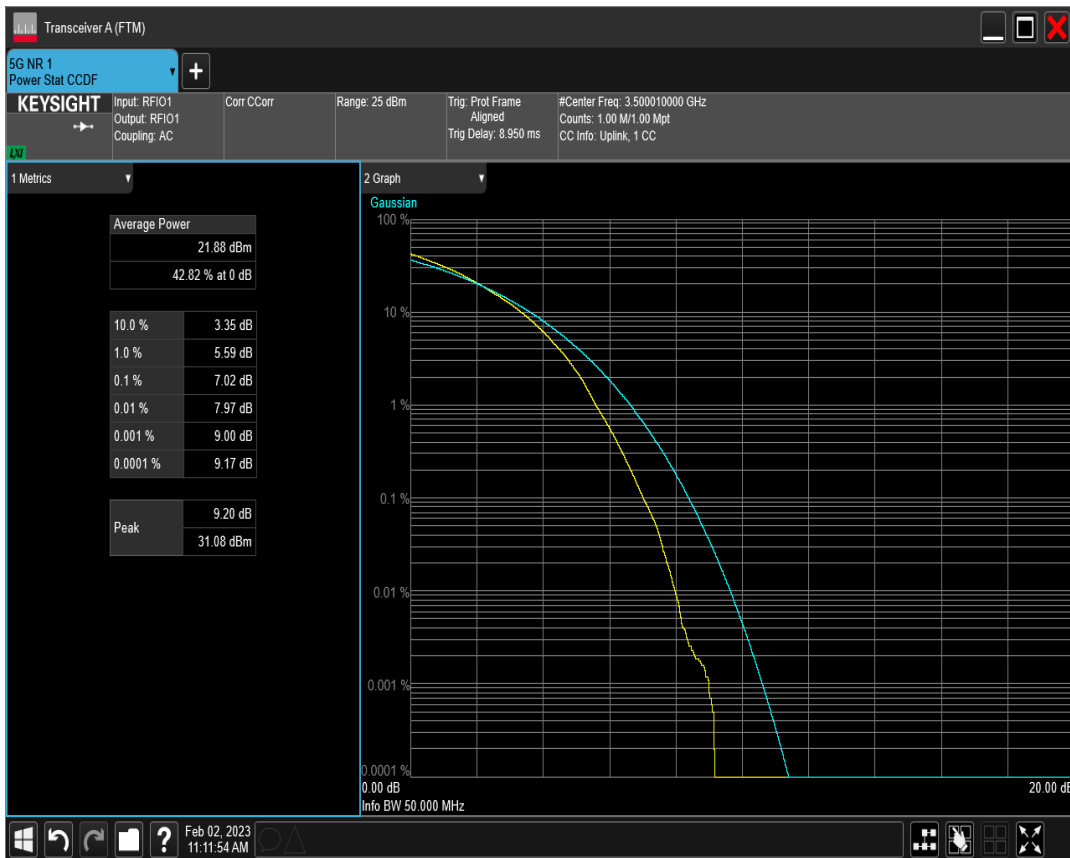 Transceiver A (FTM)
5G NR 1
Power Stat CCDF
+
KEYSIGHT
LXI
Input: RFIO1
Output: RFIO1
Coupling: AC
Corr CCorr
Range: 25 dBm
Trig: Prot Frame
Aligned
Trig Delay: 8.950 ms
#Center Freq: 3.500010000 GHz
Counts: 1.00 M/1.00 Mpt
CC Info: Uplink, 1 CC
1 Metrics
Average Power
21.88 dBm
42.82 % at 0 dB
10.0 % 3.35 dB
1.0 % 5.59 dB
0.1 % 7.02 dB
0.01 % 7.97 dB
0.001 % 9.00 dB
0.0001 % 9.17 dB
Peak
9.20 dB
31.08 dBm
2 Graph
Gaussian
100 %
10 %
1 %
0.1 %
0.01 %
0.001 %
0.0001 %
0.00 dB
20.00 dB
Info BW 50.000 MHz
?
Feb 02, 2023
11:11:54 AM